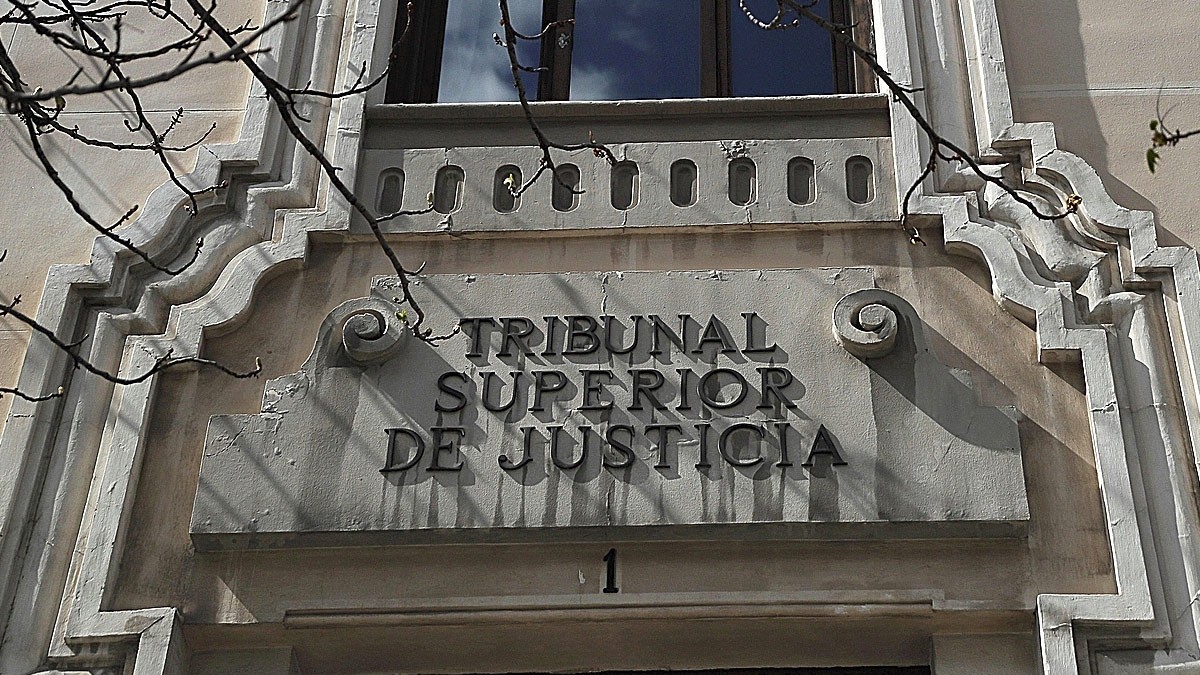 TRIBUNAL
SUPERIOR
DE JUSTICIA
1